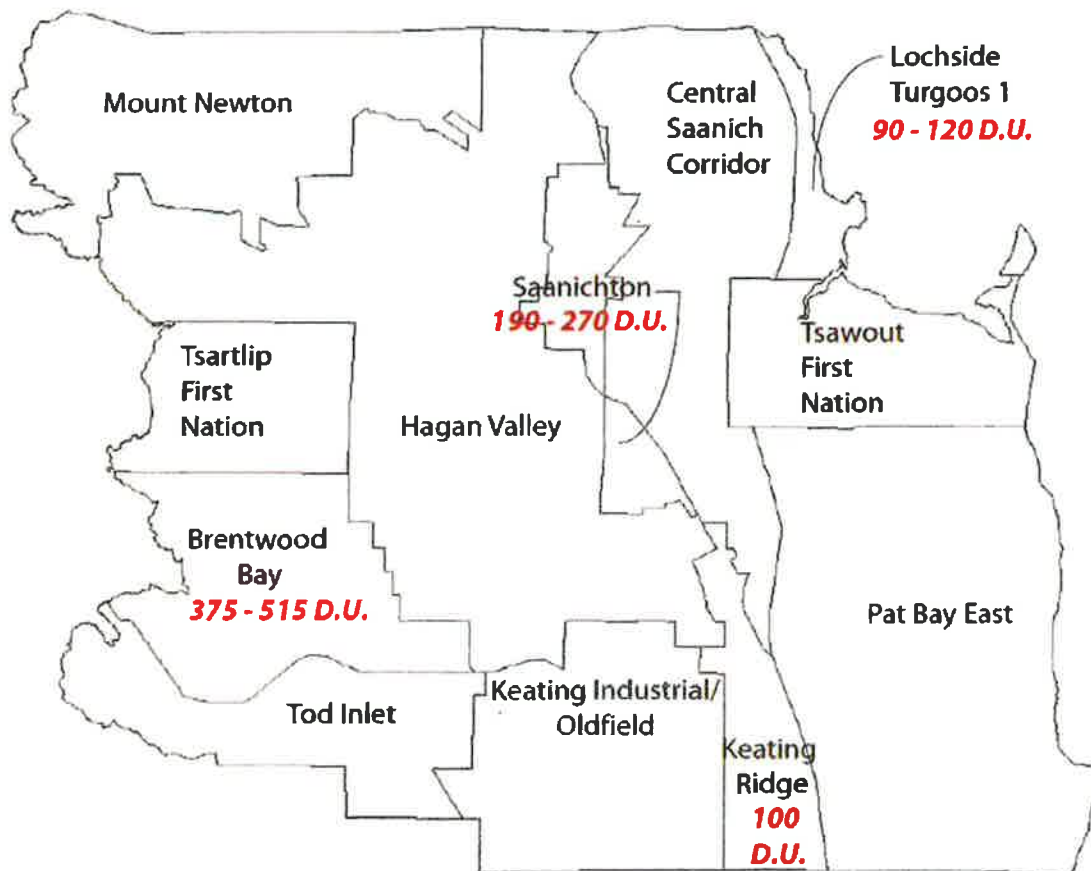 Mount Newton
Central
Saanich
Corridor
Lochside
Turgoos 1
90 - 120 D.U.
Saanichton
190 - 270 D.U.
Tsawout
First
Nation
Tsartlip
First
Nation
Hagan Valley
Brentwood
Bay
375 - 515 D.U.
Pat Bay East
Tod Inlet
Keating Industrial/
Oldfield
Keating
Ridge
100
D.U.